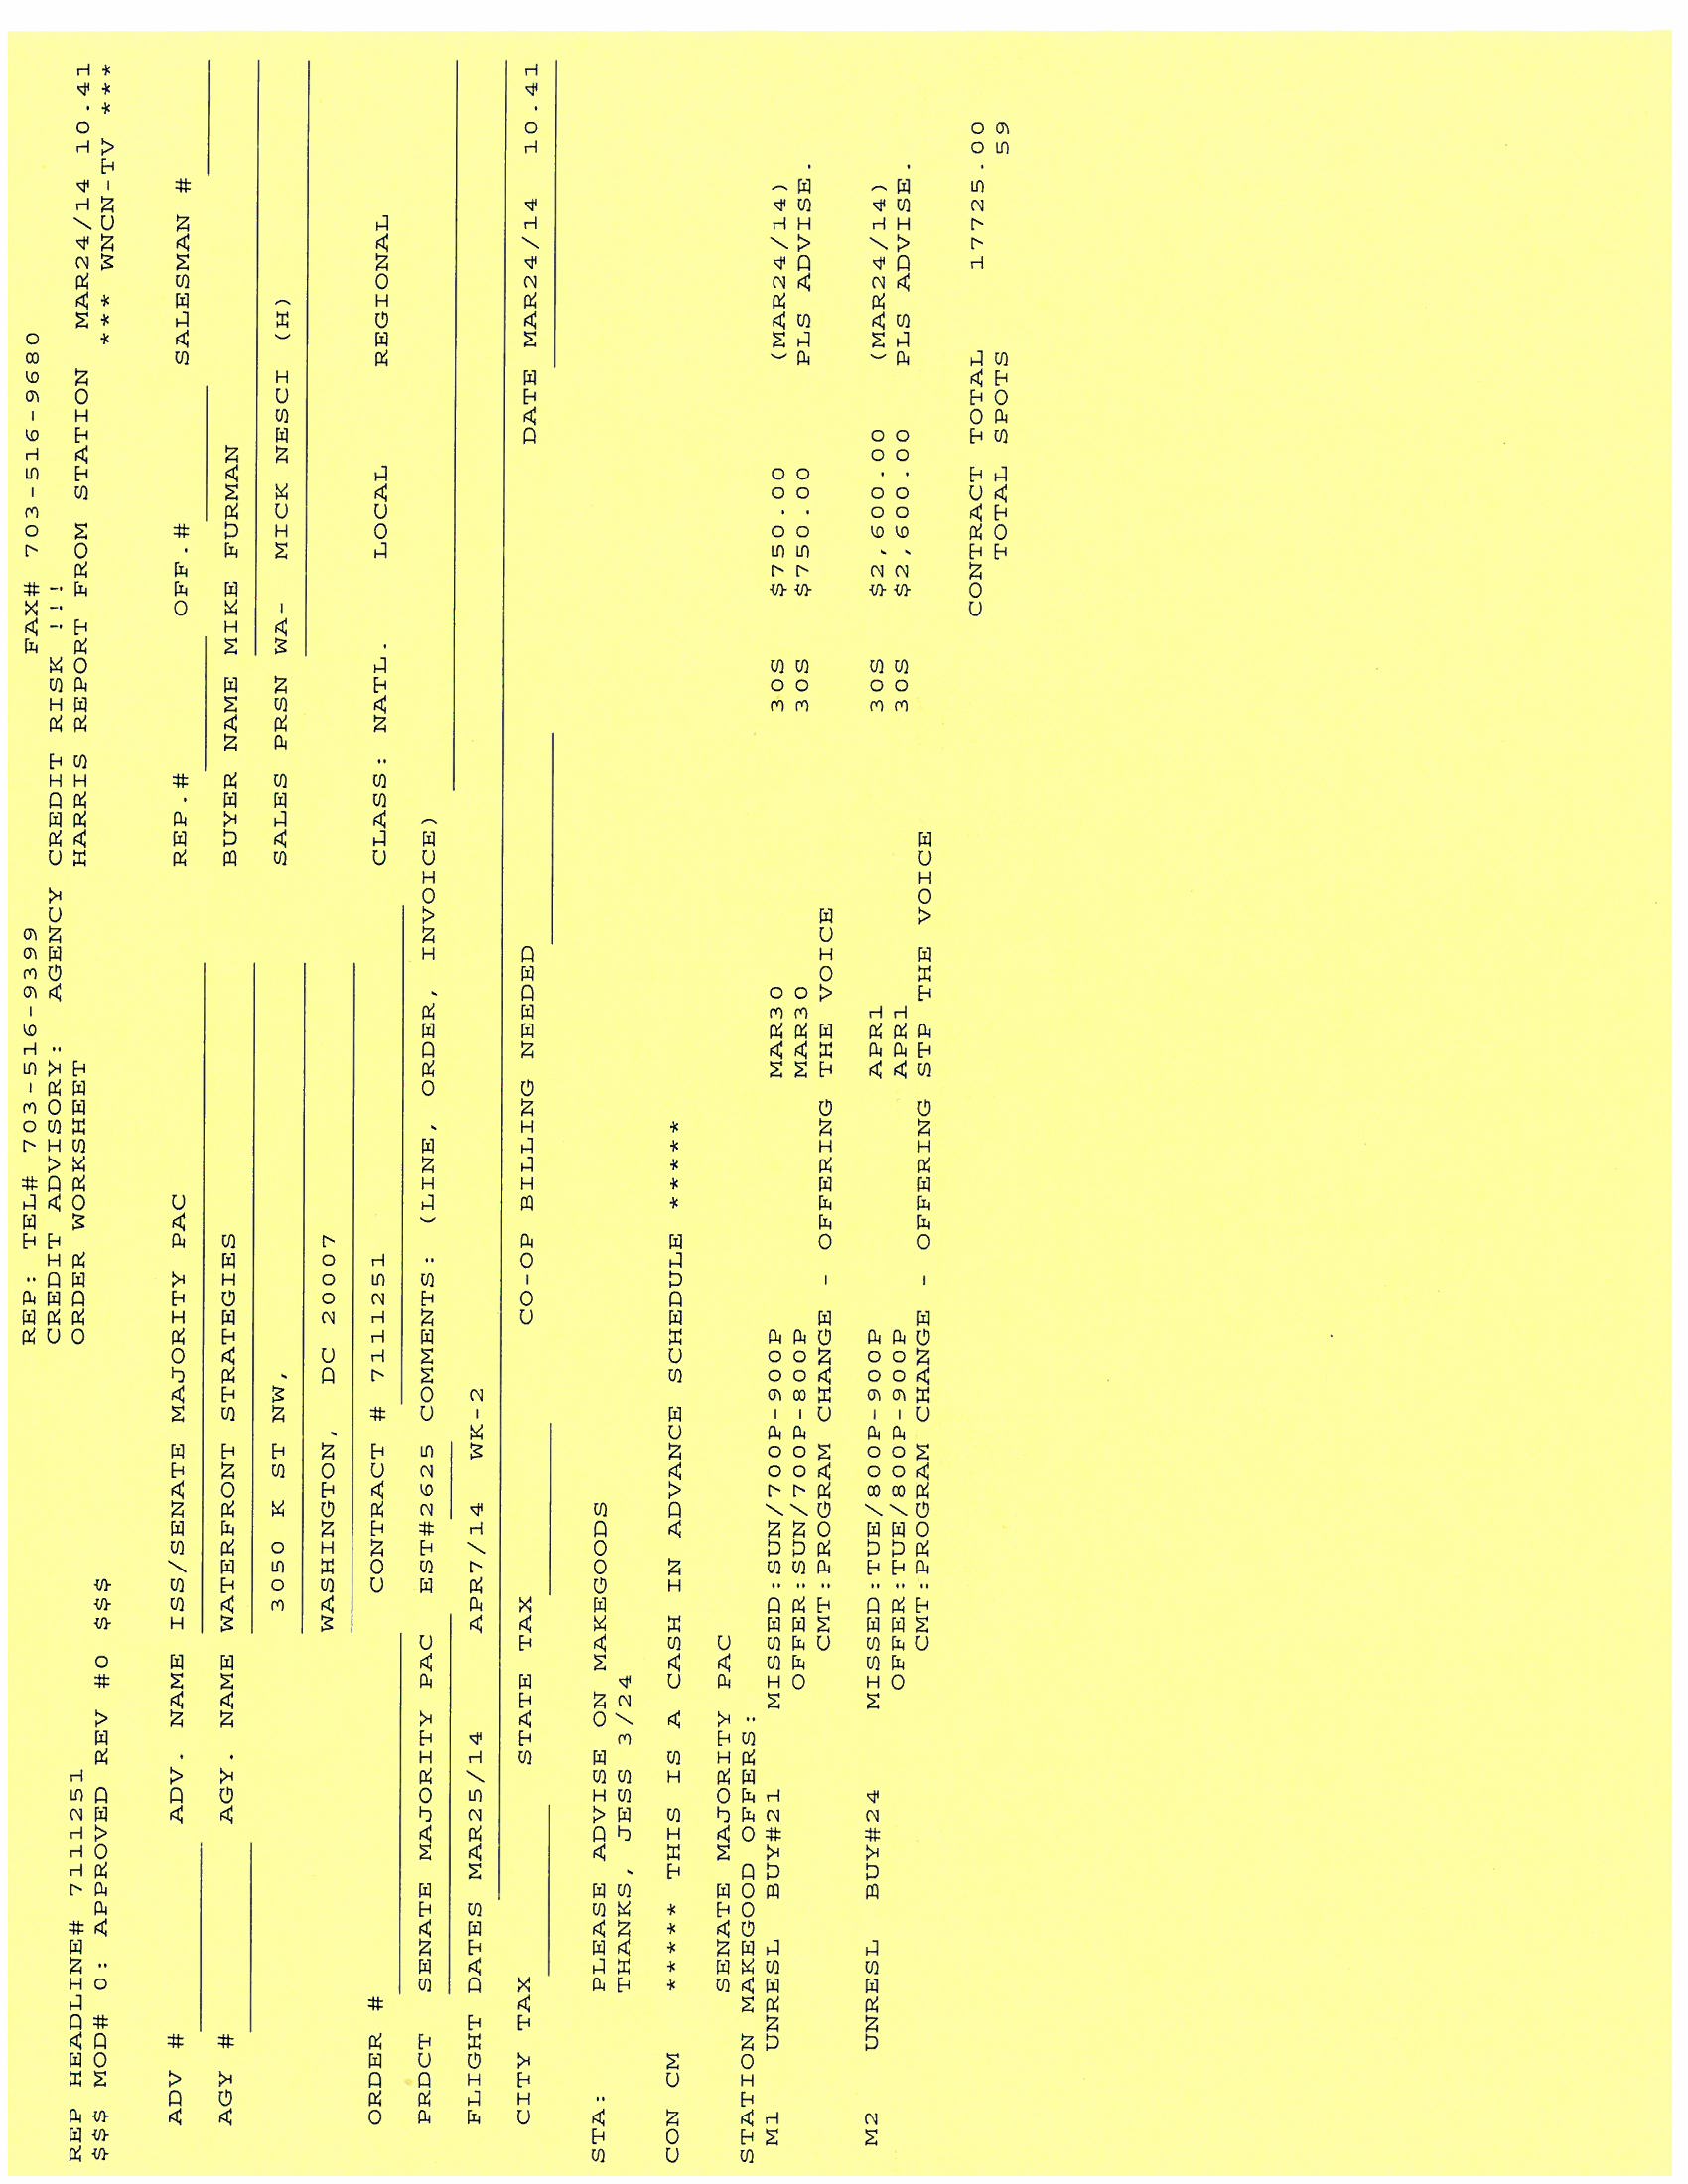 REP: TEL# 703-516-9399 FAX# 703-516-9680
CREDIT ADVISORY: AGENCY CREDIT RISK !!!
REP HEADLINE# 7111251 ORDER WORKSHEET HARRIS REPORT FROM STATION MAR24/14 10.41
$$$ MOD# 0: APPROVED REV #0 $$$ *** WNCN-TV ***
ADV # ADV. NAME ISS/SENATE MAJORITY PAC REP.# OFF.# SALESMAN #
AGY # AGY. NAME WATERFRONT STRATEGIES BUYER NAME MIKE FURMAN
3050 K ST NW, SALES PRSN WA- MICK NESCI (H)
WASHINGTON, DC 20007
ORDER # CONTRACT # 7111251 CLASS: NATL. LOCAL REGIONAL
PRDCT SENATE MAJORITY PAC EST#2625 COMMENTS: (LINE, ORDER, INVOICE)
FLIGHT DATES MAR25/14 APR7/14 WK-2
CITY TAX STATE TAX CO-OP BILLING NEEDED DATE MAR24/14 10.41
STA: PLEASE ADVISE ON MAKEGOODS
THANKS, JESS 3/24
CON CM ***** THIS IS A CASH IN ADVANCE SCHEDULE *****
SENATE MAJORITY PAC
STATION MAKEGOOD OFFERS:
M1 UNRESL BUY#21 MISSED:SUN/700P-900P MAR30 30S $750.00 (MAR24/14)
OFFER:SUN/700P-800P MAR30 30S $750.00 PLS ADVISE.
CMT:PROGRAM CHANGE - OFFERING THE VOICE
M2 UNRESL BUY#24 MISSED:TUE/800P-900P APR1 30S $2,600.00 (MAR24/14)
OFFER:TUE/800P-900P APR1 30S $2,600.00 PLS ADVISE.
CMT:PROGRAM CHANGE - OFFERING STP THE VOICE
CONTRACT TOTAL 17725.00
TOTAL SPOTS 59